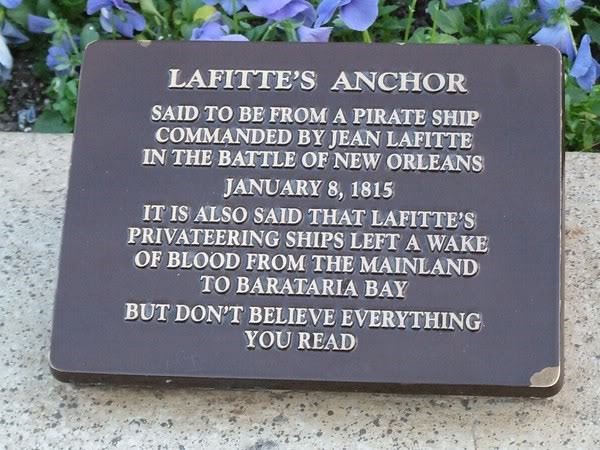 LAFITTE'S ANCHOR
SAID TO BE FROM A PIRATE SHIP
COMMANDED BY JEAN LAFITTE
IN THE BATTLE OF NEW ORLEANS
JANUARY 8, 1815
IT IS ALSO SAID THAT LAFITTE'S
PRIVATEERING SHIPS LEFT A WAKE
OF BLOOD FROM THE MAINLAND
TO BARATARIA BAY
BUT DON'T BELIEVE EVERYTHING
YOU READ